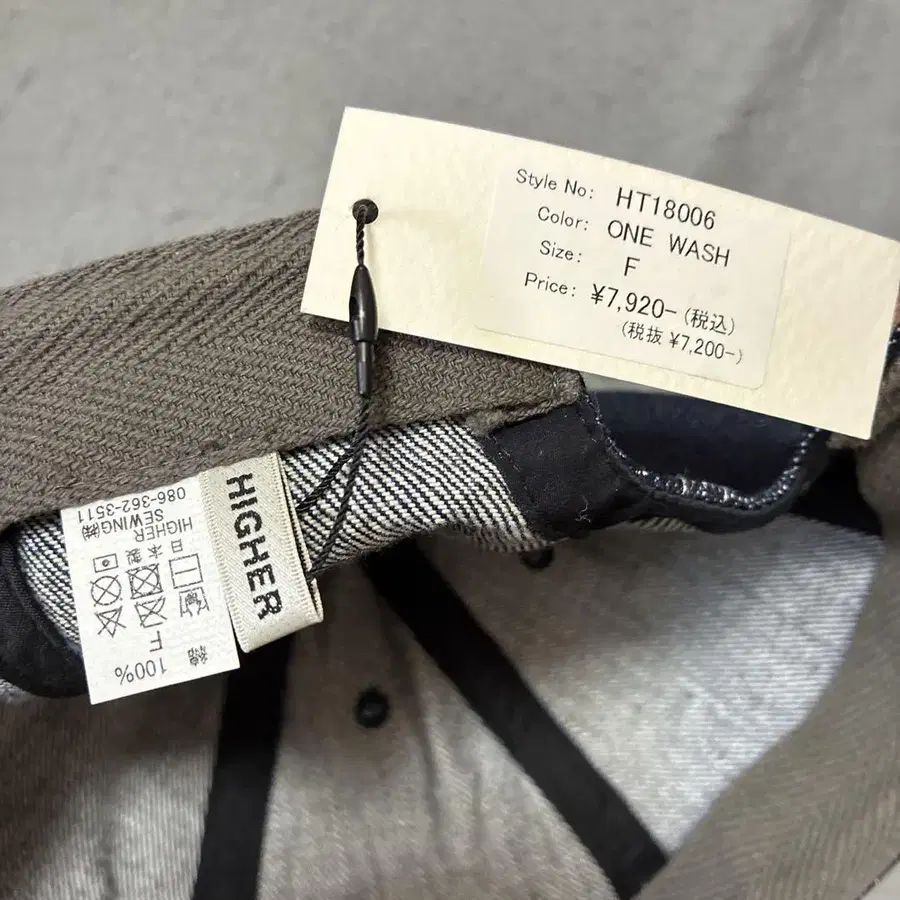 Style No: HT18006
Color: ONE WASH
Size: F
Price: ¥7,920-(税込)
(税抜 ¥7,200-)
HIGHER
綿 100%
F
日本製
HIGHER
SEWING㈱
086-362-3511